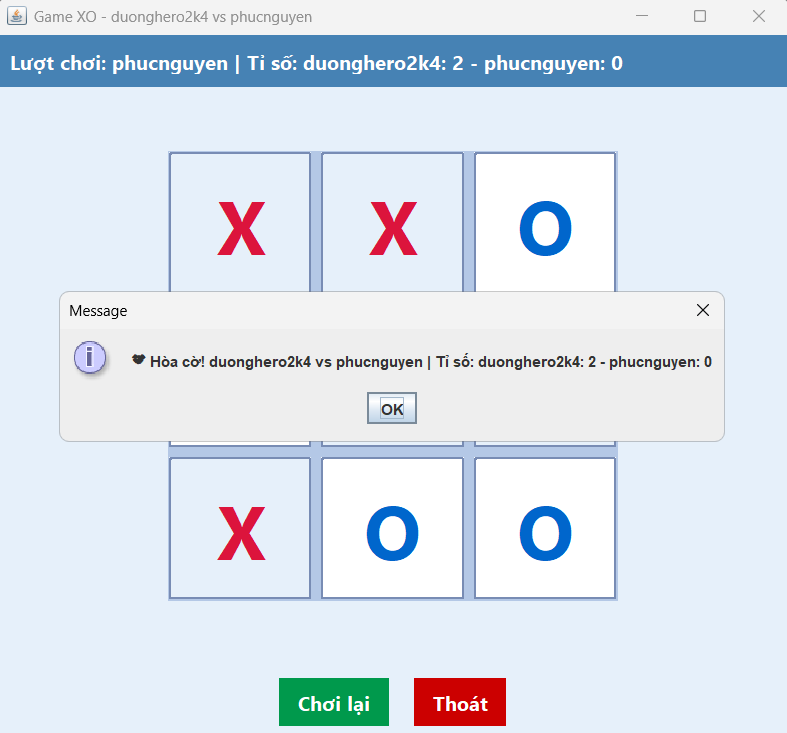 Game XO - duonghero2k4 vs phucnguyen
Lượt chơi: phucnguyen | Tỉ số: duonghero2k4: 2 - phucnguyen: 0
X X O
Message
Hòa cờ! duonghero2k4 vs phucnguyen | Tỉ số: duonghero2k4: 2 - phucnguyen: 0
OK
X O O
Chơi lại Thoát